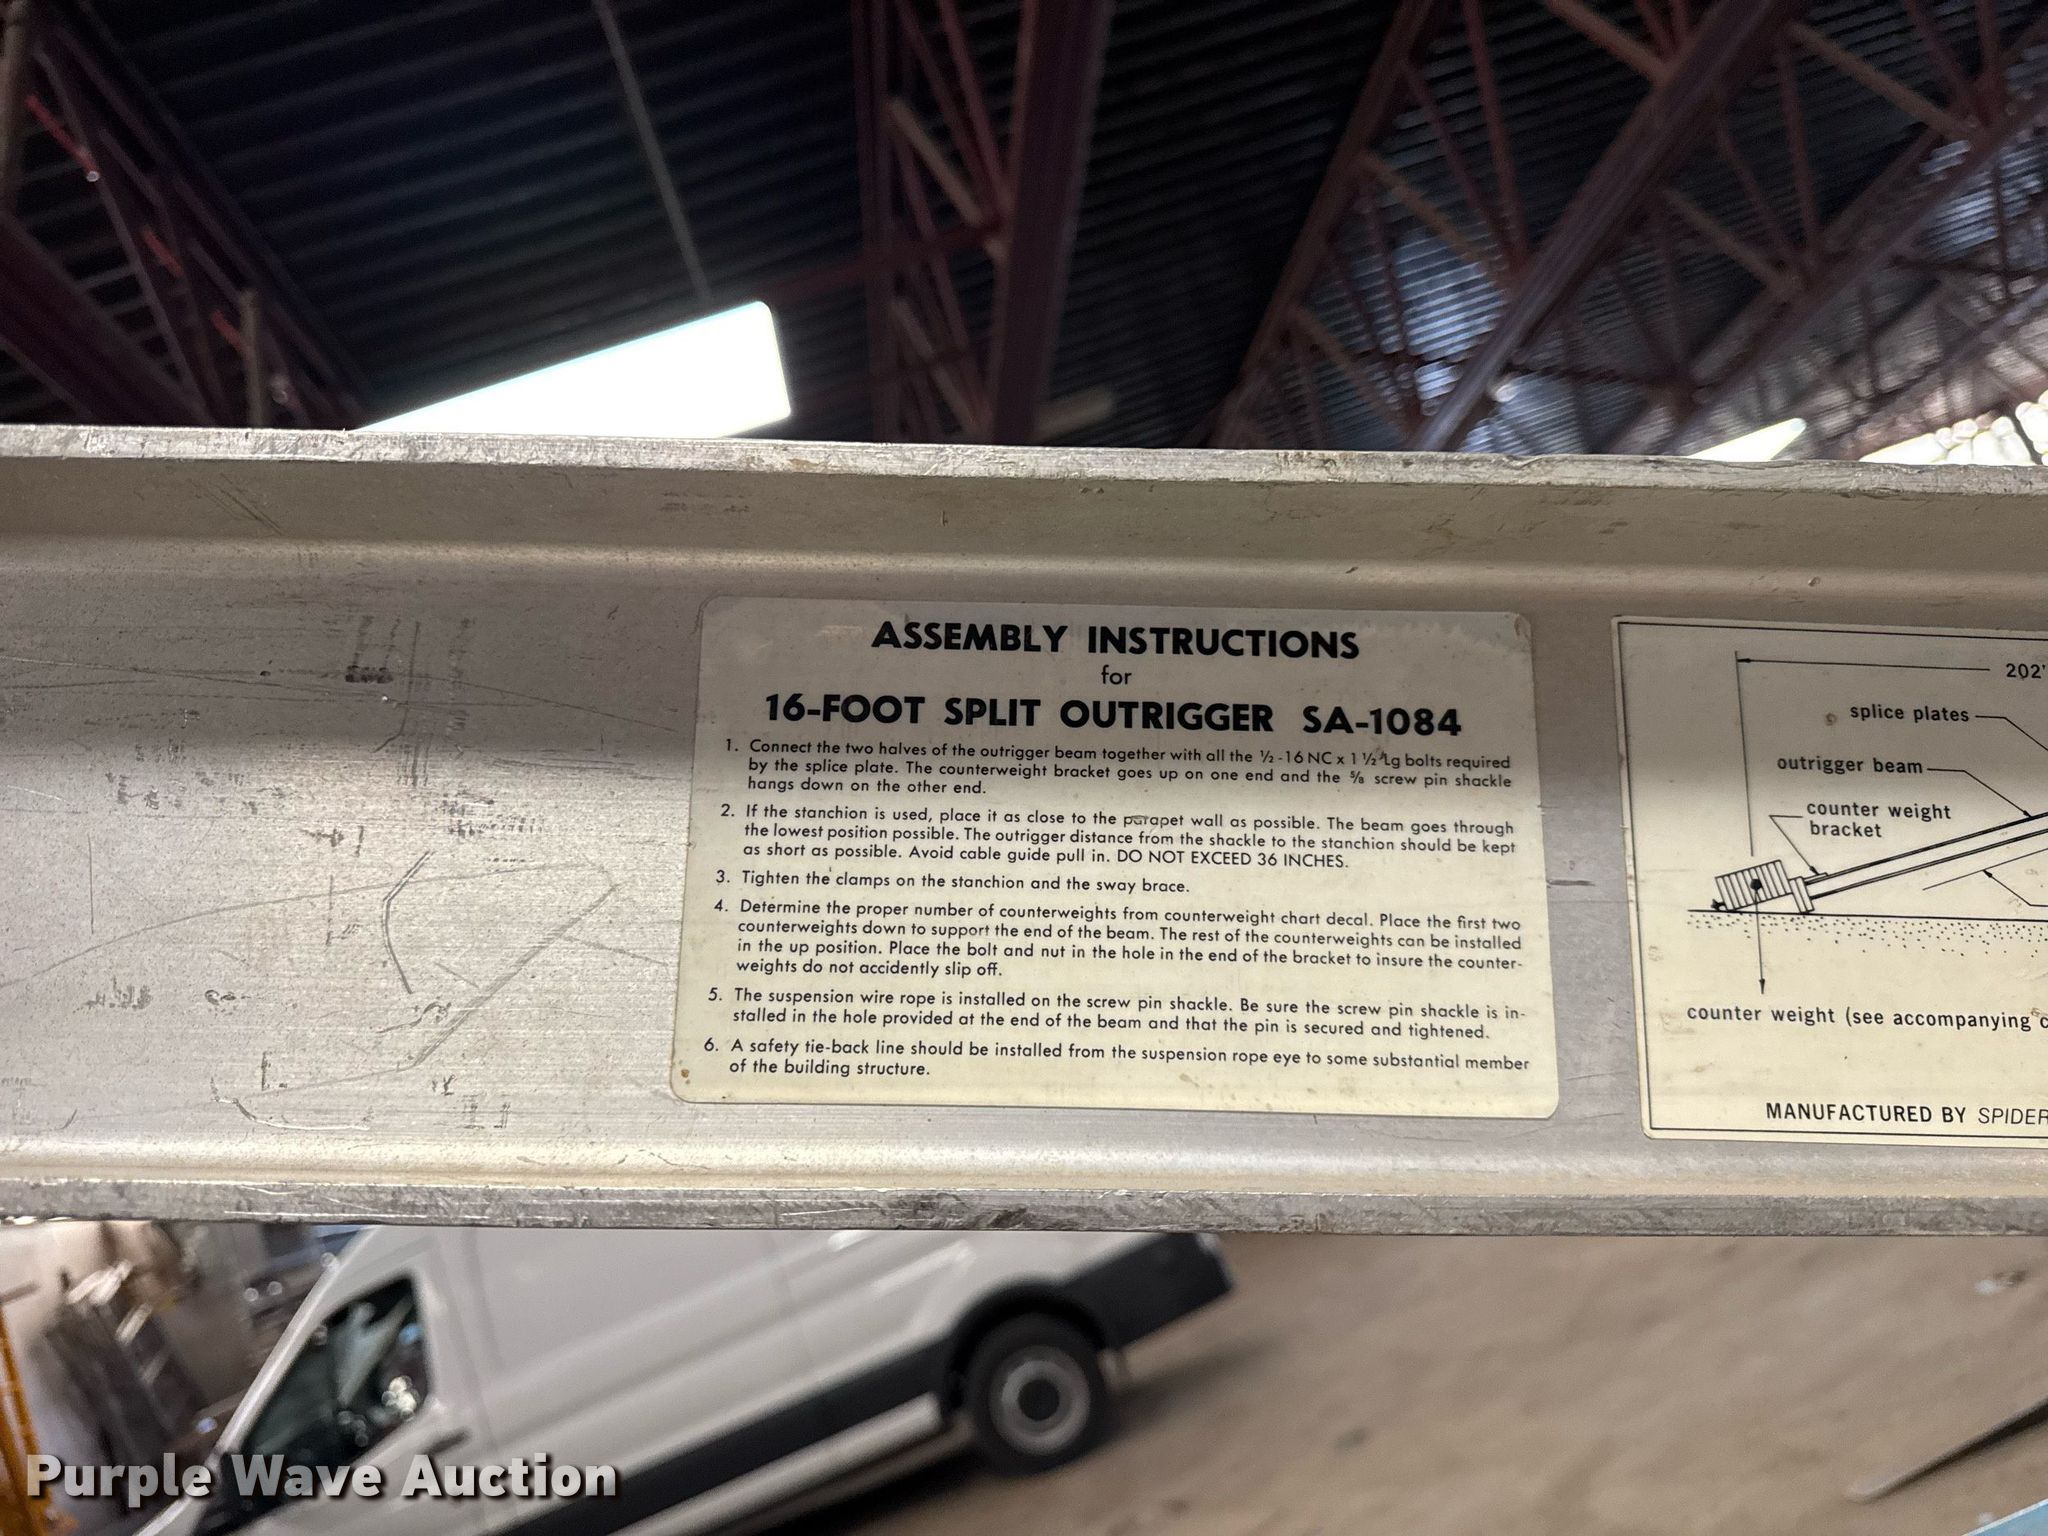 ASSEMBLY INSTRUCTIONS
for
16-FOOT SPLIT OUTRIGGER SA-1084
1. Connect the two halves of the outrigger beam together with all the ½-16 NC x 1 ½ Lg bolts required
by the splice plate. The counterweight bracket goes up on one end and the ⅝ screw pin shackle
hangs down on the other end.
2. If the stanchion is used, place it as close to the parapet wall as possible. The beam goes through
the lowest position possible. The outrigger distance from the shackle to the stanchion should be kept
as short as possible. Avoid cable guide pull in. DO NOT EXCEED 36 INCHES.
3. Tighten the clamps on the stanchion and the sway brace.
4. Determine the proper number of counterweights from counterweight chart decal. Place the first two
counterweights down to support the end of the beam. The rest of the counterweights can be installed
in the up position. Place the bolt and nut in the hole in the end of the bracket to insure the counter-
weights do not accidently slip off.
5. The suspension wire rope is installed on the screw pin shackle. Be sure the screw pin shackle is in-
stalled in the hole provided at the end of the beam and that the pin is secured and tightened.
6. A safety tie-back line should be installed from the suspension rope eye to some substantial member
of the building structure.
202'
splice plates
outrigger beam
counter weight
bracket
counter weight (see accompanying c
MANUFACTURED BY SPIDER
Purple Wave Auction